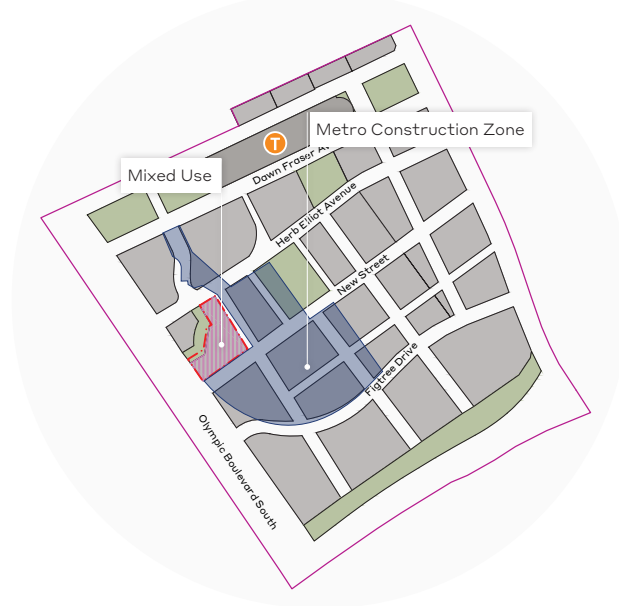 Metro Construction Zone
T
Mixed Use
Dawn Fraser A
Herb Elliot Avenue
New Street
Figtree Drive
Olympic Boulevard South